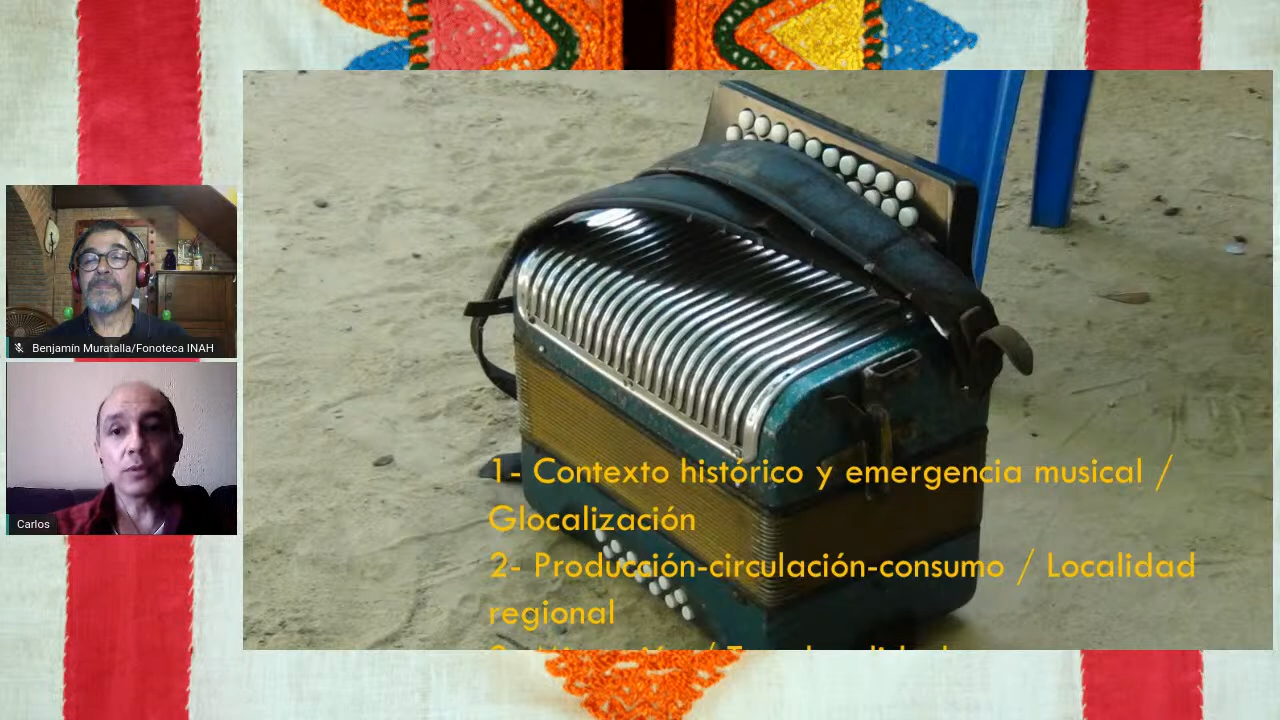 Benjamín Muratalla/Fonoteca INAH
Carlos
1- Contexto histórico y emergencia musical /
Glocalización
2- Producción-circulación-consumo / Localidad
regional